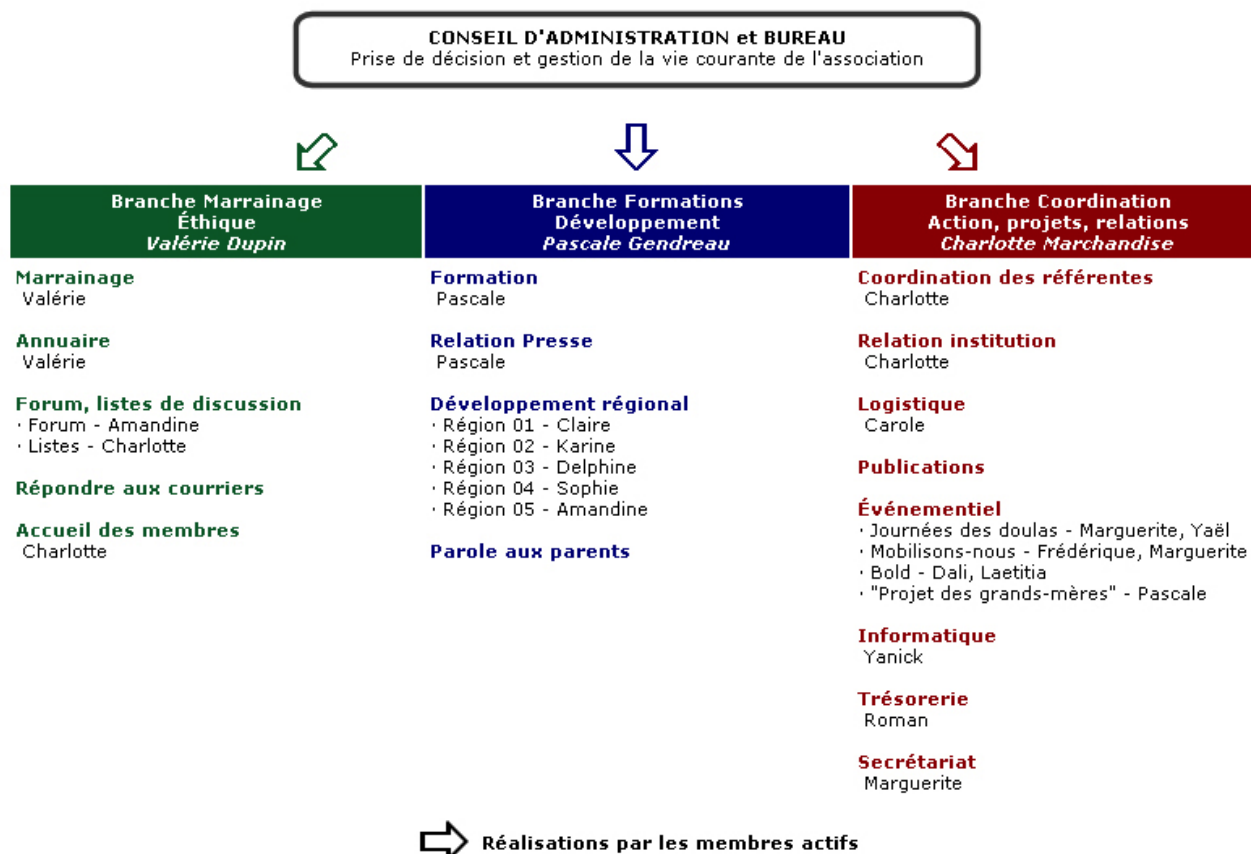 CONSEIL D'ADMINISTRATION et BUREAU
Prise de décision et gestion de la vie courante de l'association
Branche Marrainage
Éthique
Valérie Dupin
Marrainage
Valérie
Annuaire
Valérie
Forum, listes de discussion
· Forum - Amandine
· Listes - Charlotte
Répondre aux courriers
Accueil des membres
Charlotte
Branche Formations
Développement
Pascale Gendreau
Formation
Pascale
Relation Presse
Pascale
Développement régional
· Région 01 - Claire
· Région 02 - Karine
· Région 03 - Delphine
· Région 04 - Sophie
· Région 05 - Amandine
Parole aux parents
Branche Coordination
Action, projets, relations
Charlotte Marchandise
Coordination des référentes
Charlotte
Relation institution
Charlotte
Logistique
Carole
Publications
Événementiel
· Journées des doulas - Marguerite, Yaël
· Mobilisons-nous - Frédérique, Marguerite
· Bold - Dali, Laetitia
· "Projet des grands-mères" - Pascale
Informatique
Yanick
Trésorerie
Roman
Secrétariat
Marguerite
Réalisations par les membres actifs